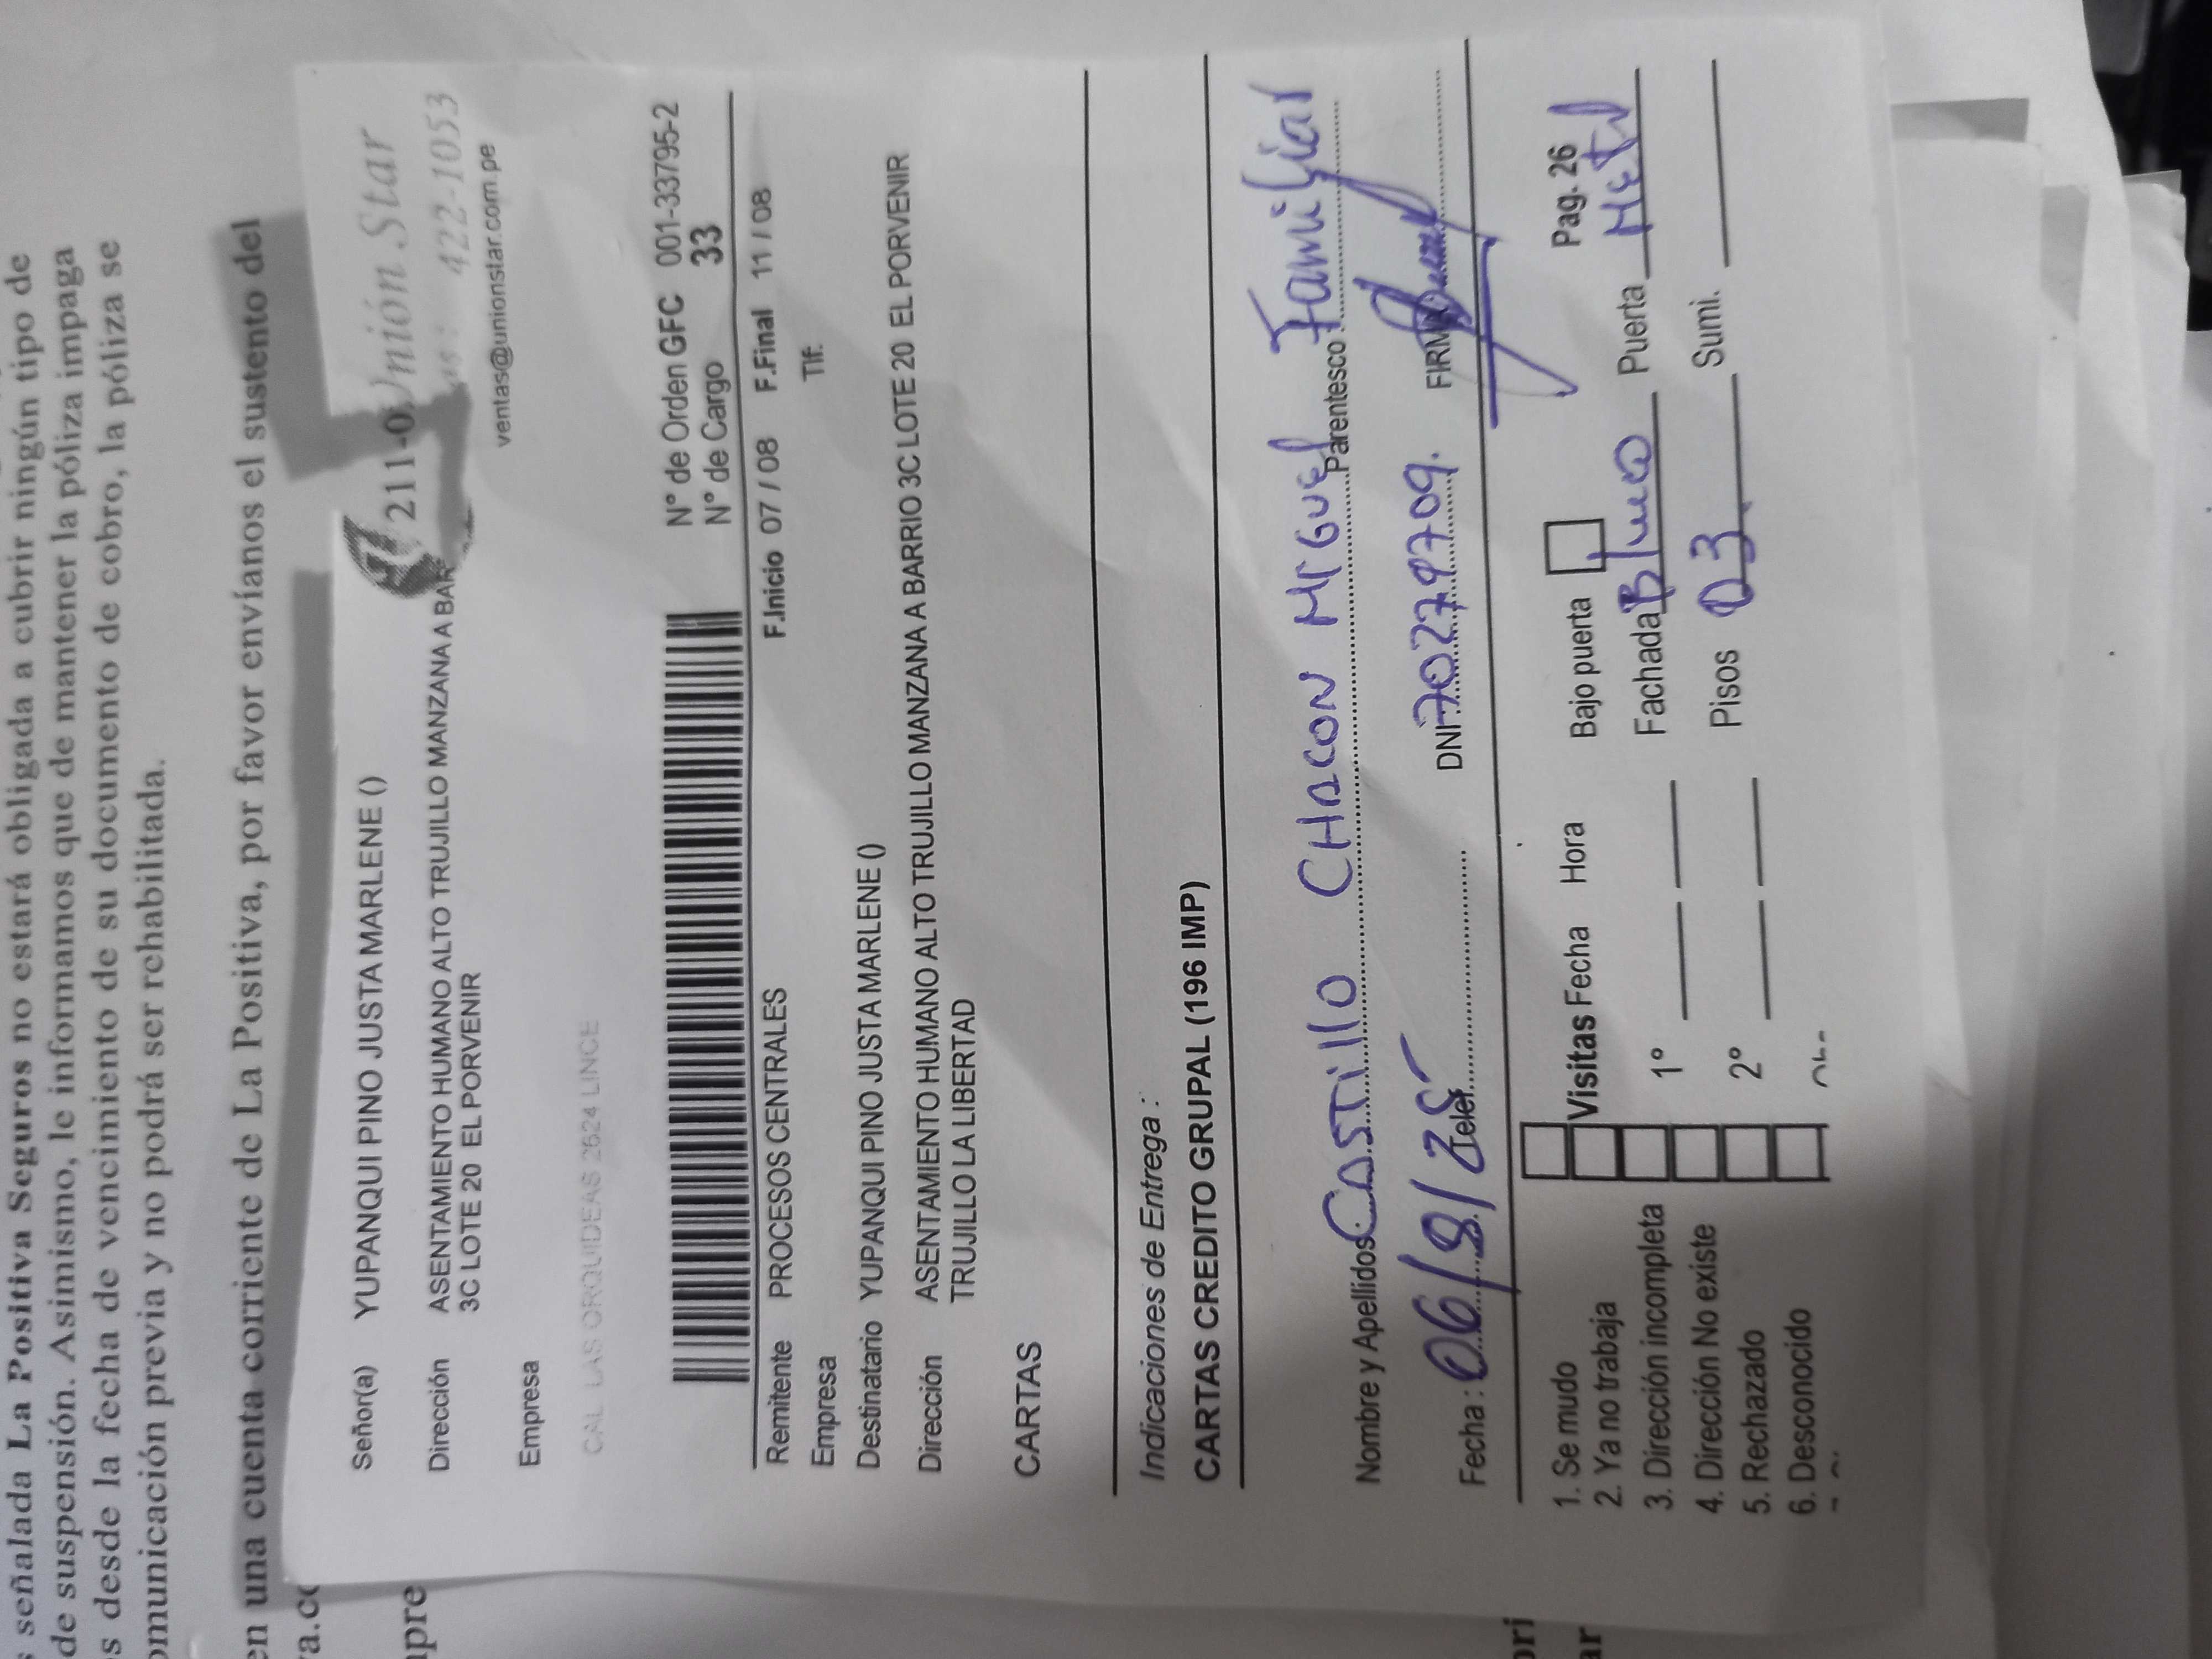 señalada La Positiva Seguros no estará obligada a cubrir ningún tipo de
de suspensión. Asimismo, le informamos que de mantener la póliza impaga
s desde la fecha de vencimiento de su documento de cobro, la póliza se
omunicación previa y no podrá ser rehabilitada.
en una cuenta corriente de La Positiva, por favor envíanos el sustento del
Unión Star
211-0
422-1053
ventas@unionstar.com.pe
Señor(a) YUPANQUI PINO JUSTA MARLENE ()
Dirección ASENTAMIENTO HUMANO ALTO TRUJILLO MANZANA A BAR
3C LOTE 20 EL PORVENIR
Empresa
CAL LAS ORQUIDEAS 2624 LINCE
N° de Orden GFC 001-33795-2
N° de Cargo 33
Remitente PROCESOS CENTRALES F.Inicio 07 / 08 F.Final 11 / 08
Empresa Tlf.
Destinatario YUPANQUI PINO JUSTA MARLENE ()
Dirección ASENTAMIENTO HUMANO ALTO TRUJILLO MANZANA A BARRIO 3C LOTE 20 EL PORVENIR
TRUJILLO LA LIBERTAD
CARTAS
Indicaciones de Entrega :
CARTAS CREDITO GRUPAL (196 IMP)
Nombre y Apellidos: Castillo CHACON MIGUEL Parentesco : Familiar
Fecha : 06/8/25 Telef. DNI: 70279709. FIRMA
1. Se mudo Visitas Fecha Hora Bajo puerta Pag. 26
2. Ya no trabaja 1° Fachada Puerta
3. Dirección incompleta 2° Pisos 03 Sumi.
4. Dirección No existe
5. Rechazado
6. Desconocido